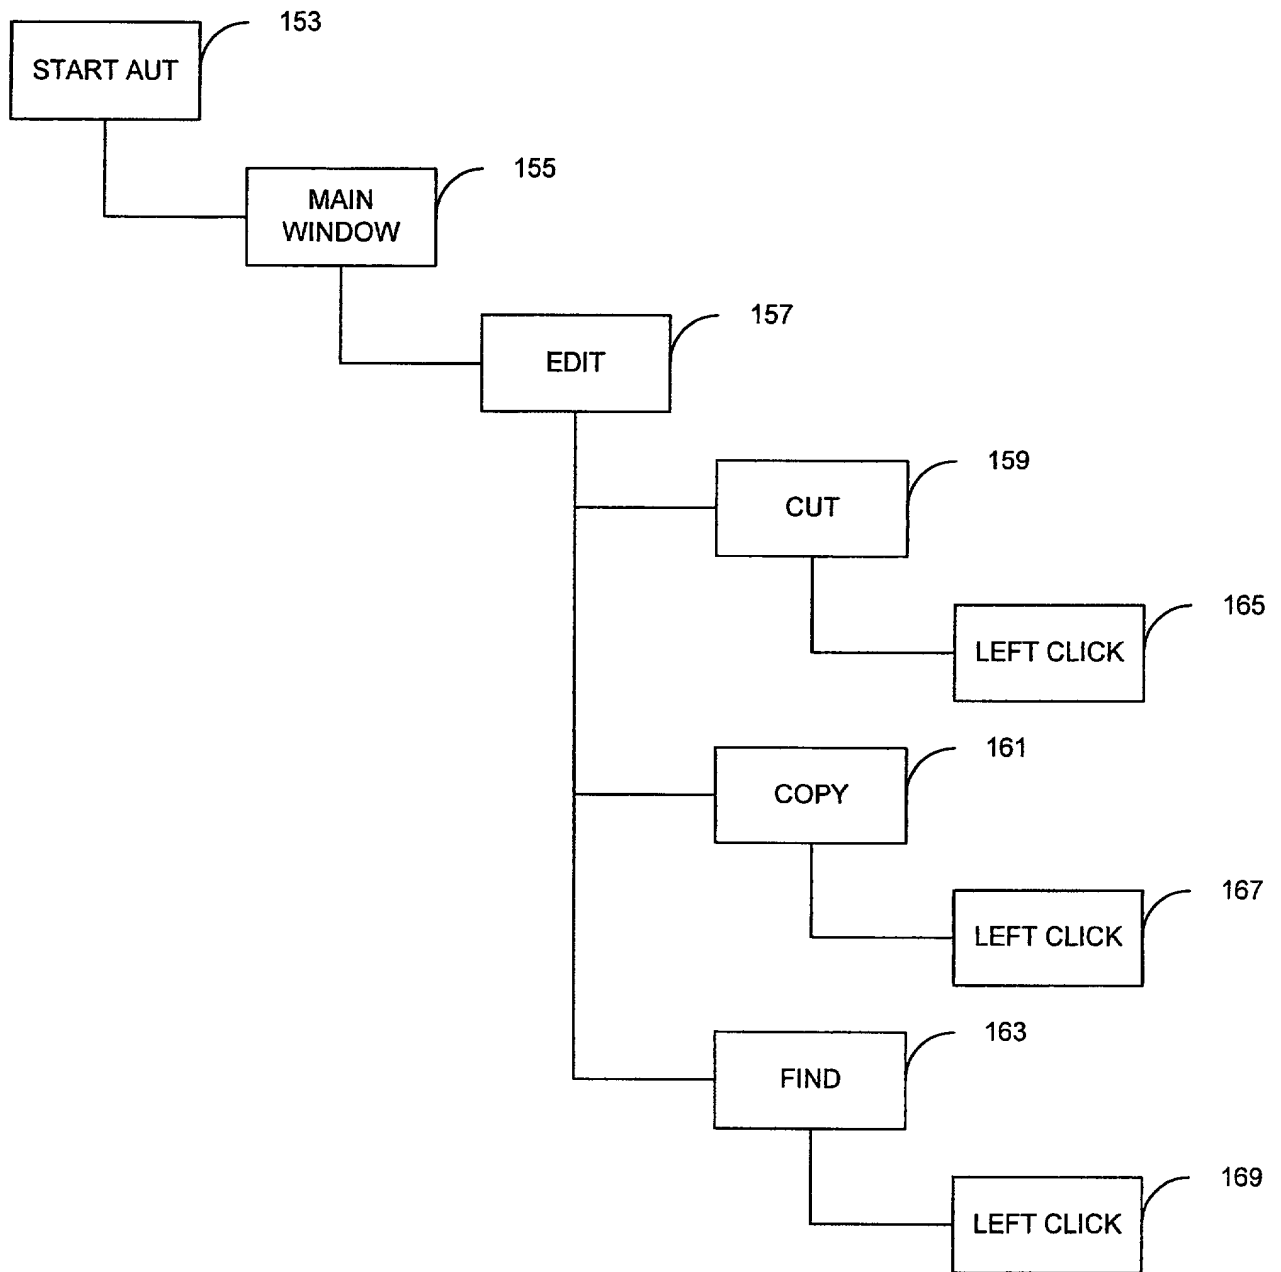 START AUT
153
MAIN
WINDOW
155
EDIT
157
CUT
159
LEFT CLICK
165
COPY
161
LEFT CLICK
167
FIND
163
LEFT CLICK
169